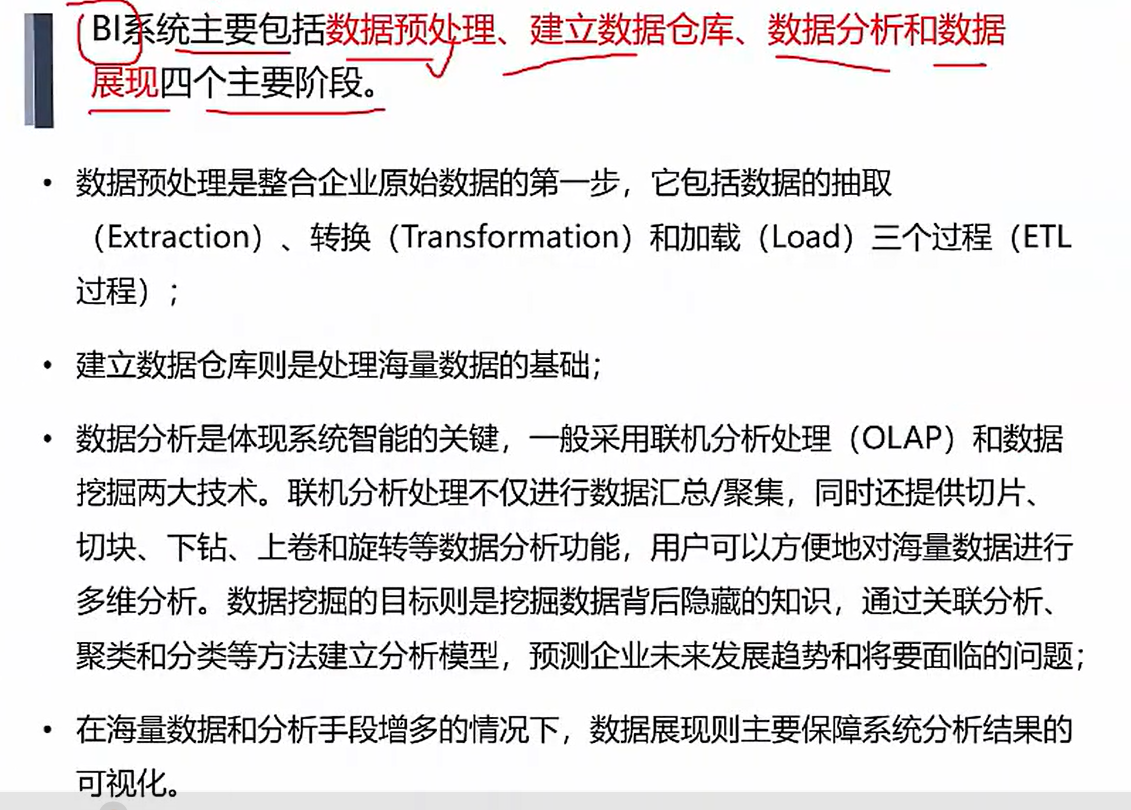 BI系统主要包括数据预处理、建立数据仓库、数据分析和数据
展现四个主要阶段。
• 数据预处理是整合企业原始数据的第一步，它包括数据的抽取
（Extraction）、转换（Transformation）和加载（Load）三个过程（ETL
过程）；
• 建立数据仓库则是处理海量数据的基础；
• 数据分析是体现系统智能的关键，一般采用联机分析处理（OLAP）和数据
挖掘两大技术。联机分析处理不仅进行数据汇总/聚集，同时还提供切片、
切块、下钻、上卷和旋转等数据分析功能，用户可以方便地对海量数据进行
多维分析。数据挖掘的目标则是挖掘数据背后隐藏的知识，通过关联分析、
聚类和分类等方法建立分析模型，预测企业未来发展趋势和将要面临的问题；
• 在海量数据和分析手段增多的情况下，数据展现则主要保障系统分析结果的
可视化。